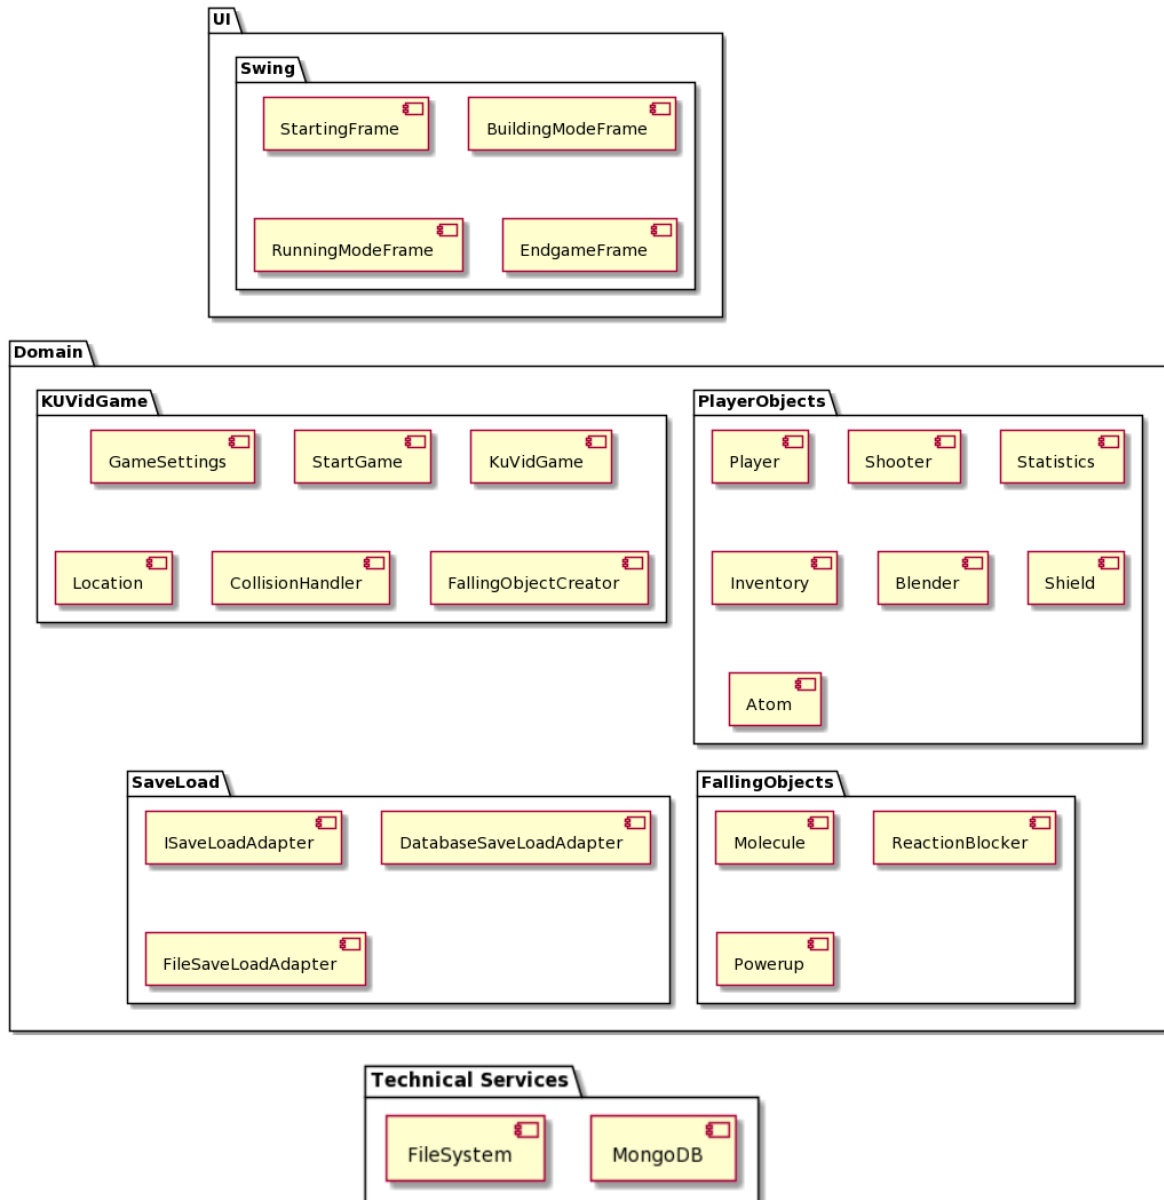 UI
Swing
StartingFrame
BuildingModeFrame
RunningModeFrame
EndgameFrame
Domain
KUVidGame
GameSettings
StartGame
KuVidGame
Location
CollisionHandler
FallingObjectCreator
PlayerObjects
Player
Shooter
Statistics
Inventory
Blender
Shield
Atom
SaveLoad
ISaveLoadAdapter
DatabaseSaveLoadAdapter
FileSaveLoadAdapter
FallingObjects
Molecule
ReactionBlocker
Powerup
Technical Services
FileSystem
MongoDB